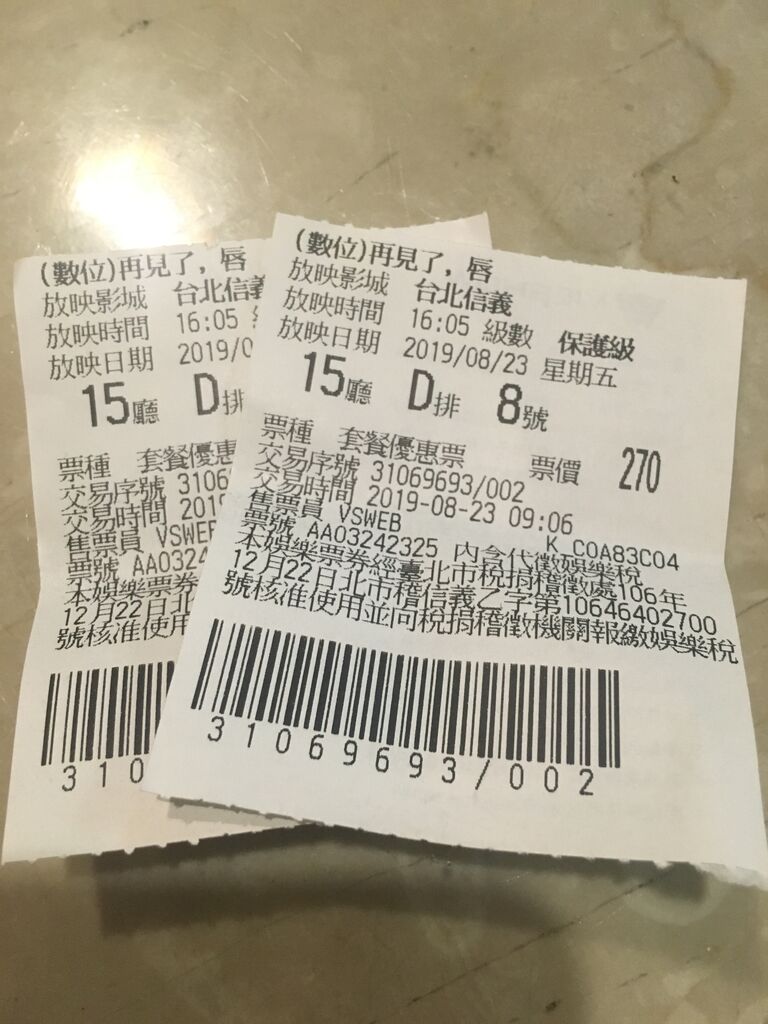 (數位)再見了, 唇
放映影城 台北信義
放映時間 16:05
放映日期 2019/0
15廳 D排
票種 套餐優惠
交易序號 3106
交易時間 2019
售票員 VSWEB
票號 AA0324
本娛樂票券
12月22日北
號核准使用
310
(數位)再見了, 唇
放映影城 台北信義
放映時間 16:05 級數 保護級
放映日期 2019/08/23 星期五
15廳 D排 8號
票種 套餐優惠票 票價 270
交易序號 31069693/002
交易時間 2019-08-23 09:06
售票員 VSWEB K_C0A83C04
票號 AA03242325 內含代徵娛樂稅
本娛樂票券經臺北市稅捐稽徵處106年
12月22日北市稽信義乙字第10646402700
號核准使用並向稅捐稽徵機關報繳娛樂稅
31069693/002